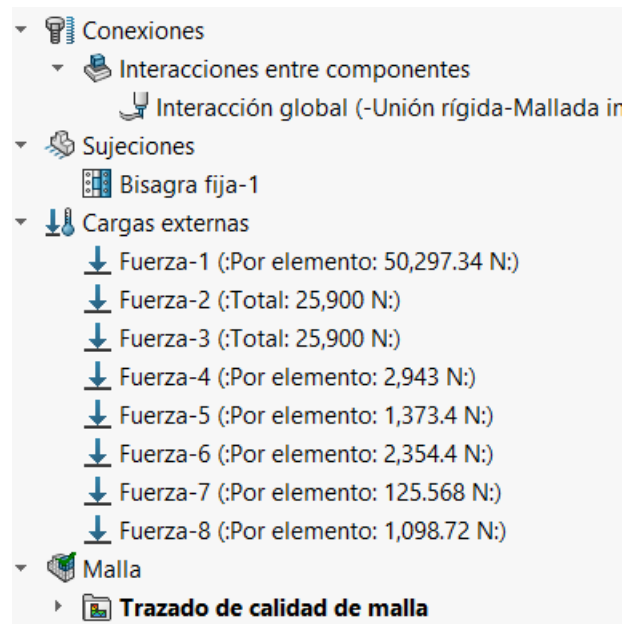 Conexiones
Interacciones entre componentes
Interacción global (-Unión rígida-Mallada in
Sujeciones
Bisagra fija-1
Cargas externas
Fuerza-1 (:Por elemento: 50,297.34 N:)
Fuerza-2 (:Total: 25,900 N:)
Fuerza-3 (:Total: 25,900 N:)
Fuerza-4 (:Por elemento: 2,943 N:)
Fuerza-5 (:Por elemento: 1,373.4 N:)
Fuerza-6 (:Por elemento: 2,354.4 N:)
Fuerza-7 (:Por elemento: 125.568 N:)
Fuerza-8 (:Por elemento: 1,098.72 N:)
Malla
Trazado de calidad de malla